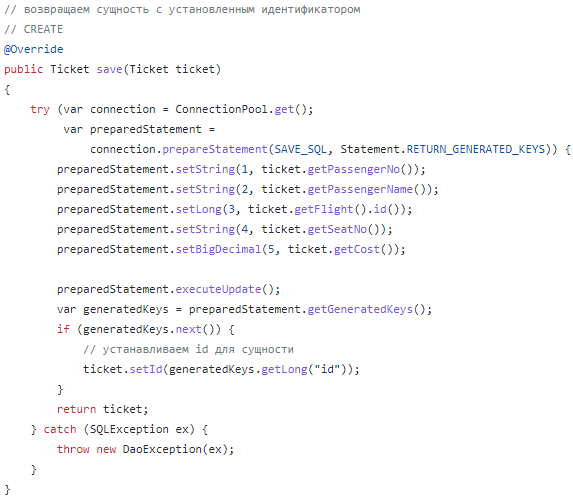 // возвращаем сущность с установленным идентификатором
// CREATE
@Override
public Ticket save(Ticket ticket)
{
    try (var connection = ConnectionPool.get();
         var preparedStatement =
             connection.prepareStatement(SAVE_SQL, Statement.RETURN_GENERATED_KEYS)) {
        preparedStatement.setString(1, ticket.getPassengerNo());
        preparedStatement.setString(2, ticket.getPassengerName());
        preparedStatement.setLong(3, ticket.getFlight().id());
        preparedStatement.setString(4, ticket.getSeatNo());
        preparedStatement.setBigDecimal(5, ticket.getCost());

        preparedStatement.executeUpdate();
        var generatedKeys = preparedStatement.getGeneratedKeys();
        if (generatedKeys.next()) {
            // устанавливаем id для сущности
            ticket.setId(generatedKeys.getLong("id"));
        }
        return ticket;
    } catch (SQLException ex) {
        throw new DaoException(ex);
    }
}